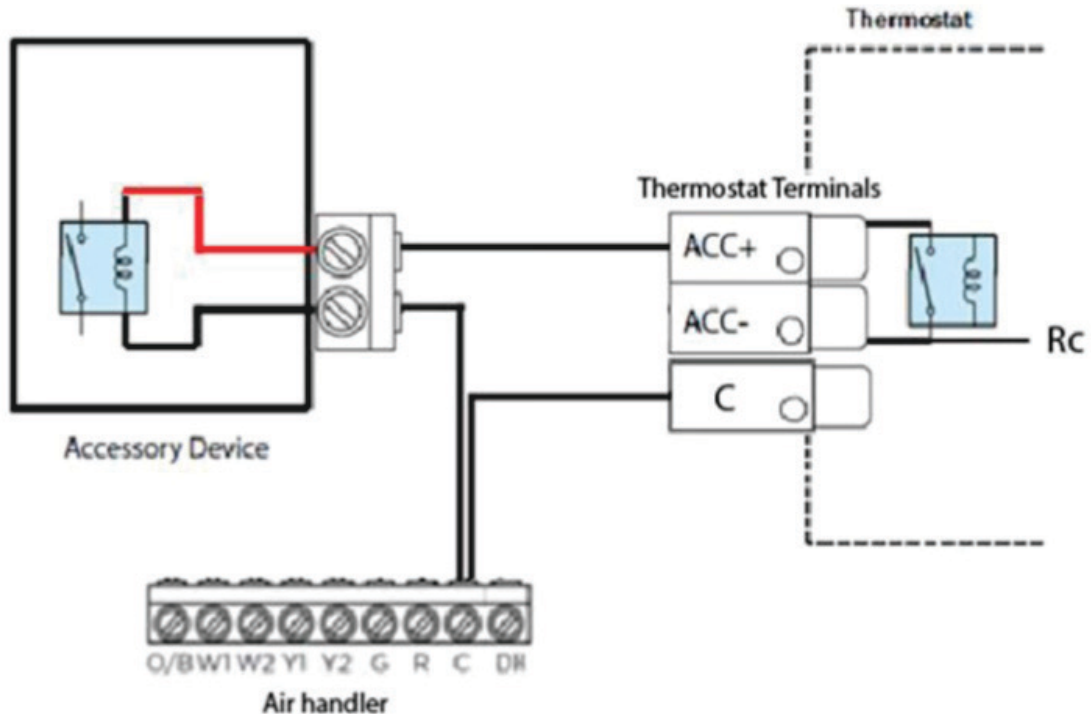 Thermostat
Thermostat Terminals
ACC+
ACC-
Rc
C
Accessory Device
O/B W1 W2 Y1 Y2 G R C DH
Air handler